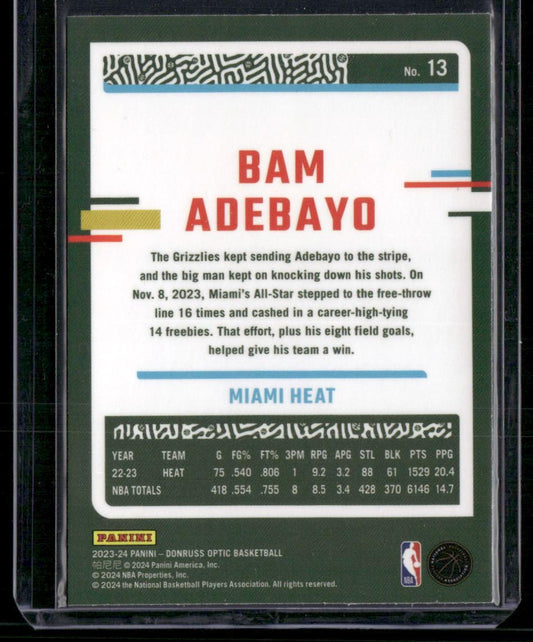 No. 13
BAM
ADEBAYO
The Grizzlies kept sending Adebayo to the stripe,
and the big man kept on knocking down his shots. On
Nov. 8, 2023, Miami's All-Star stepped to the free-throw
line 16 times and cashed in a career-high-tying
14 freebies. That effort, plus his eight field goals,
helped give his team a win.
MIAMI HEAT
YEAR TEAM G FG% FT% 3PM RPG APG STL BLK PTS PPG
22-23 HEAT 75 .540 .806 1 9.2 3.2 88 61 1529 20.4
NBA TOTALS 418 .554 .755 8 8.5 3.4 428 370 6146 14.7
PANINI
2023-24 PANINI – DONRUSS OPTIC BASKETBALL
帕尼尼 © 2024 Panini America, Inc.
© 2024 NBA Properties, Inc.
© 2024 the National Basketball Players Association. All rights reserved.
NBA